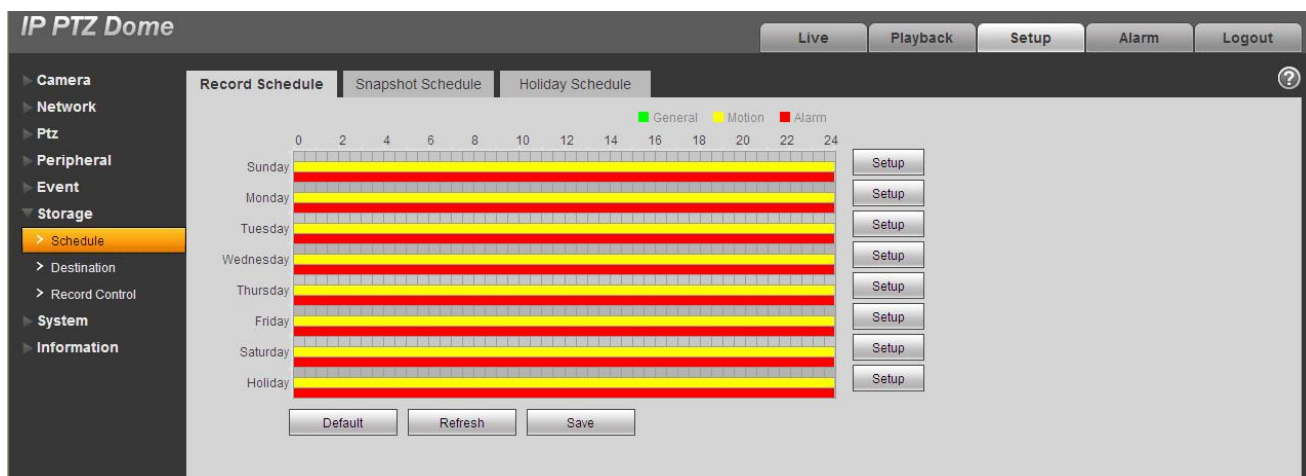 IP PTZ Dome
Live Playback Setup Alarm Logout
Camera
Network
Ptz
Peripheral
Event
Storage
> Schedule
> Destination
> Record Control
System
Information
Record Schedule Snapshot Schedule Holiday Schedule ?
General Motion Alarm
0 2 4 6 8 10 12 14 16 18 20 22 24
Sunday Setup
Monday Setup
Tuesday Setup
Wednesday Setup
Thursday Setup
Friday Setup
Saturday Setup
Holiday Setup
Default Refresh Save